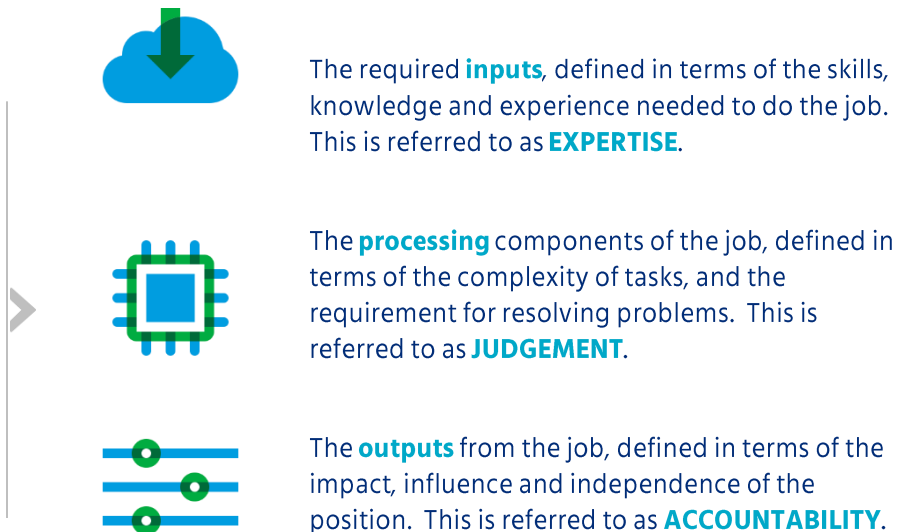 The required inputs, defined in terms of the skills,
knowledge and experience needed to do the job.
This is referred to as EXPERTISE.
The processing components of the job, defined in
terms of the complexity of tasks, and the
requirement for resolving problems.  This is
referred to as JUDGEMENT.
The outputs from the job, defined in terms of the
impact, influence and independence of the
position.  This is referred to as ACCOUNTABILITY.